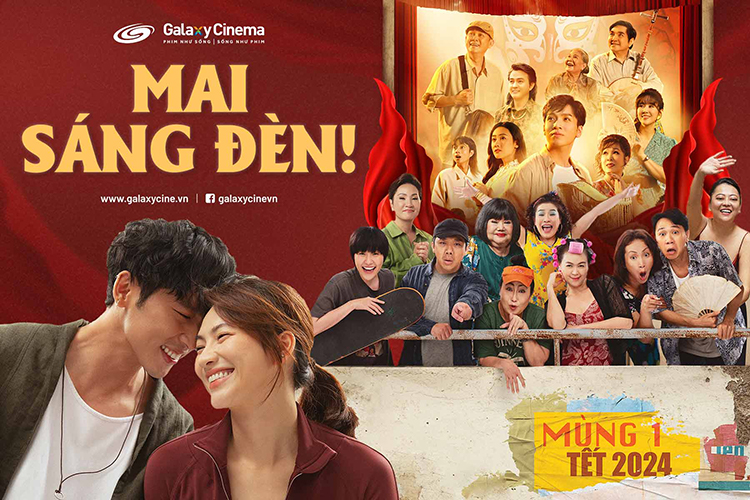 Galaxy Cinema
PHIM NHƯ SỐNG | SỐNG NHƯ PHIM
MAI
SÁNG ĐÈN!
www.galaxycine.vn | galaxycinevn
MÙNG 1
TẾT 2024